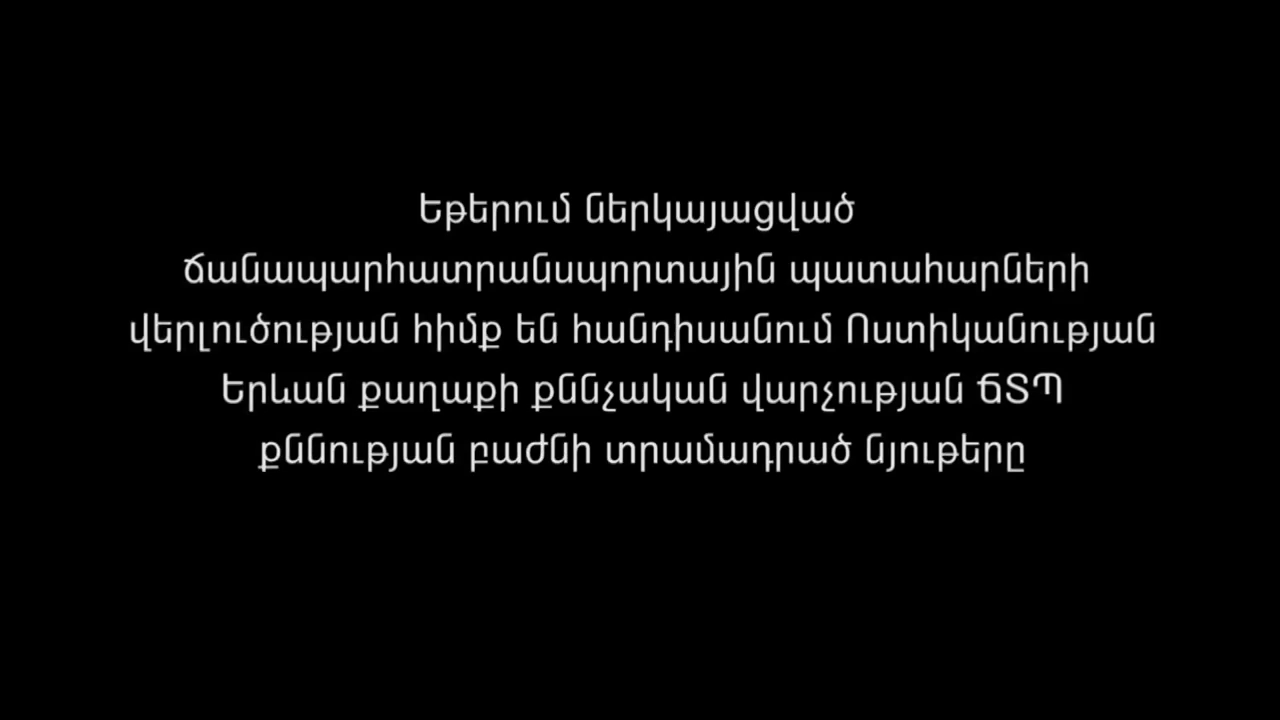 Եթերում ներկայացված
ճանապարհատրանսպորտային պատահարների
վերլուծության հիմք են հանդիսանում Ոստիկանության
Երևան քաղաքի քննչական վարչության ՃՏՊ
քննության բաժնի տրամադրած նյութերը